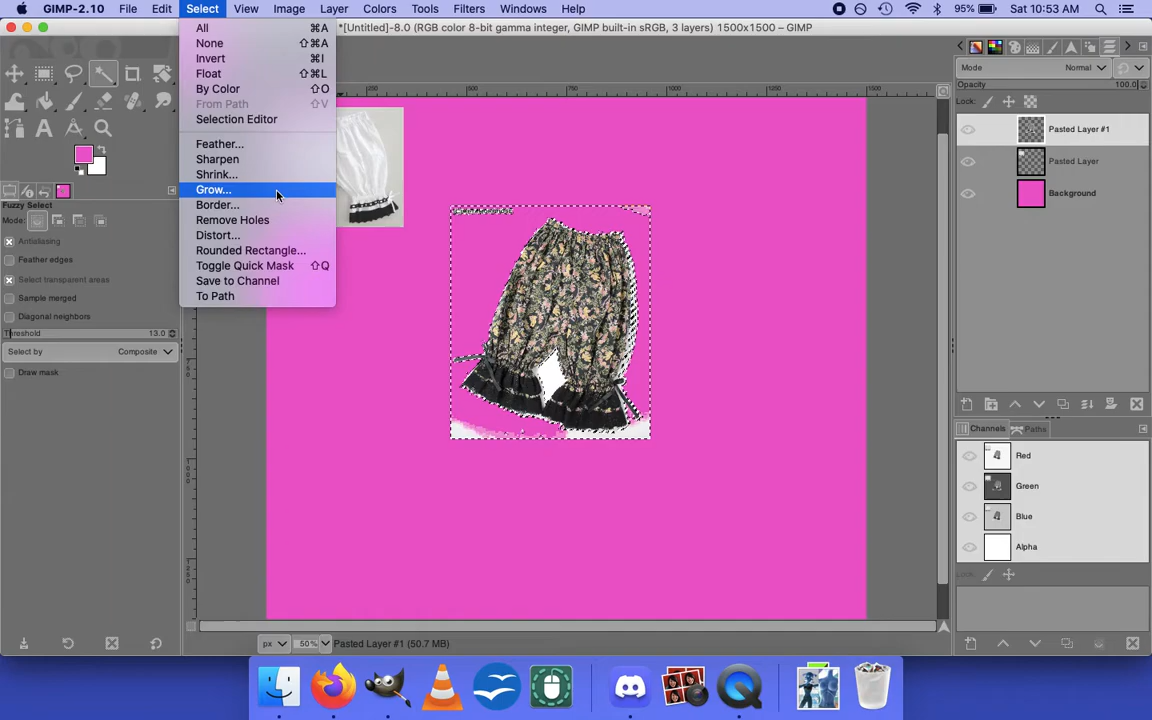 GIMP-2.10 File Edit Select View Image Layer Colors Tools Filters Windows Help 95% Sat 10:53 AM
*[Untitled]-8.0 (RGB color 8-bit gamma integer, GIMP built-in sRGB, 3 layers) 1500x1500 – GIMP
All ⌘A
None ⇧⌘A
Invert ⌘I
Float ⇧⌘L
By Color ⇧O
From Path ⇧V
Selection Editor
Feather...
Sharpen
Shrink...
Grow...
Border...
Remove Holes
Distort...
Rounded Rectangle...
Toggle Quick Mask ⇧Q
Save to Channel
To Path
Fuzzy Select
Mode:
Antialiasing
Feather edges
Select transparent areas
Sample merged
Diagonal neighbors
Threshold 13.0
Select by Composite
Draw mask
500 750 1000 1500
px 50% Pasted Layer #1 (50.7 MB)
Mode Normal
Opacity 100.0
Lock:
Pasted Layer #1
Pasted Layer
Background
Channels Paths
Red
Green
Blue
Alpha
Lock: